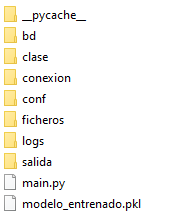 __pycache__
bd
clase
conexion
conf
ficheros
logs
salida
main.py
modelo_entrenado.pkl